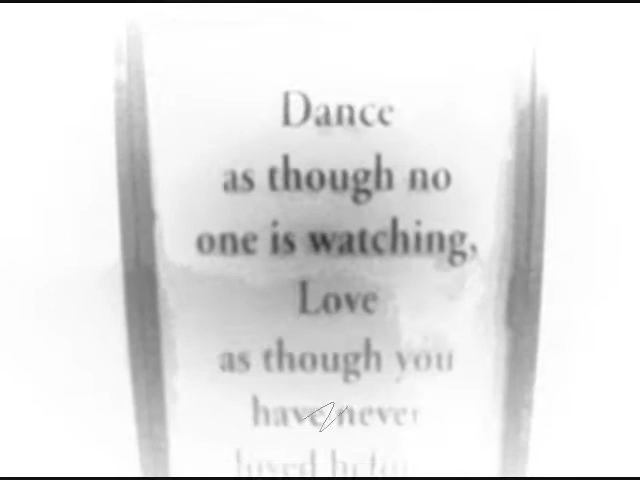 Dance
as though no
one is watching,
Love
as though you
have never